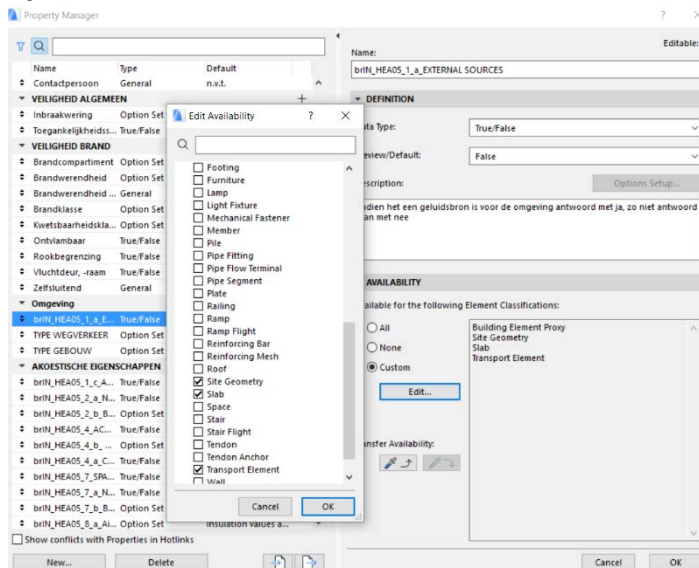 Property Manager
?
Name Type Default
Contactpersoon General n.v.t.
VEILIGHEID ALGEMEEN
Inbraakwering Option Set
Toegankelijkheidss... True/False
VEILIGHEID BRAND
Brandcompartiment Option Set
Brandwerendheid Option Set
Brandwerendheid ... General
Brandklasse Option Set
Kwetsbaarheidskla... Option Set
Ontvlambaar True/False
Rookbegrenzing True/False
Vluchtdeur, -raam True/False
Zelfsluitend General
Omgeving
brIN_HEA05_1_a_E... True/False
TYPE WEGVERKEER Option Set
TYPE GEBOUW Option Set
AKOESTISCHE EIGENSCHAPPEN
brIN_HEA05_1_c_A... True/False
brIN_HEA05_2_a_N... True/False
brIN_HEA05_2_b_B... Option Set
brIN_HEA05_4_AC... True/False
brIN_HEA05_4_b_ ... Option Set
brIN_HEA05_4_a_C... True/False
brIN_HEA05_7_SPA... True/False
brIN_HEA05_7_a_N... True/False
brIN_HEA05_7_b_B... Option Set
brIN_HEA05_8_a_Ai... Option Set Insulation values a...
Show conflicts with Properties in Hotlinks
New... Delete
Edit Availability ?
Footing
Furniture
Lamp
Light Fixture
Mechanical Fastener
Member
Pile
Pipe Fitting
Pipe Flow Terminal
Pipe Segment
Plate
Railing
Ramp
Ramp Flight
Reinforcing Bar
Reinforcing Mesh
Roof
Site Geometry
Slab
Space
Stair
Stair Flight
Tendon
Tendon Anchor
Transport Element
Wall
Cancel OK
Editable:
Name:
brIN_HEA05_1_a_EXTERNAL SOURCES
DEFINITION
ata Type: True/False
eview/Default: False
escription: Options Setup...
dien het een geluidsbron is voor de omgeving antwoord met ja, zo niet antwoord
an met nee
AVAILABILITY
ailable for the following Element Classifications:
All
None
Custom
Edit...
Building Element Proxy
Site Geometry
Slab
Transport Element
ansfer Availability:
Cancel OK